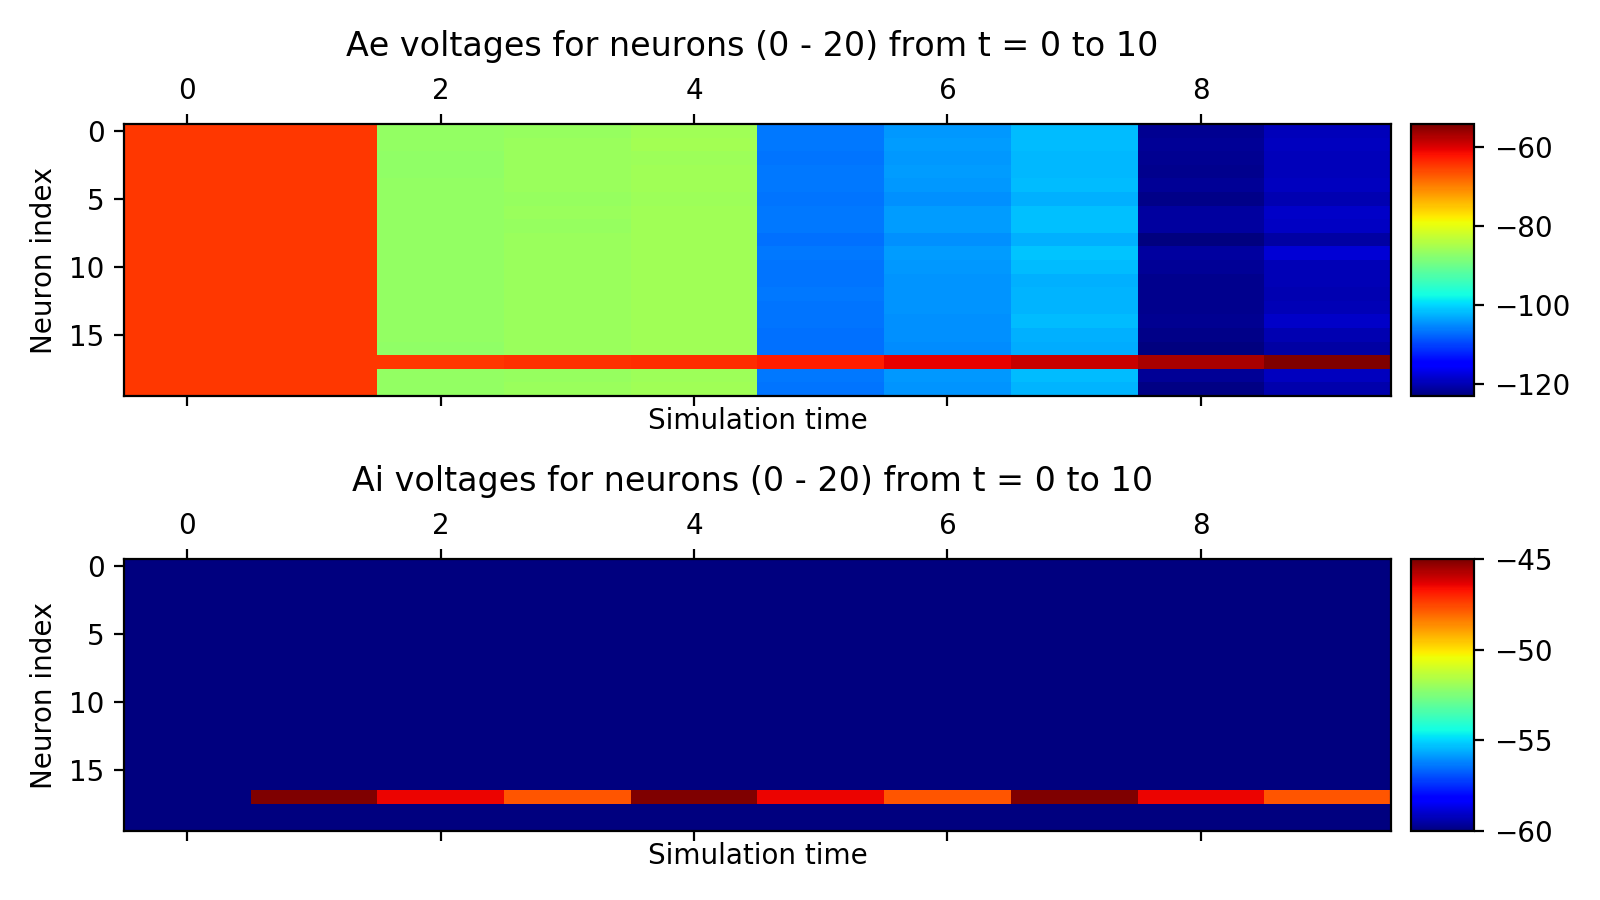 Ae voltages for neurons (0 - 20) from t = 0 to 10
0 2 4 6 8
0
5
10
15
Neuron index
Simulation time
−60
−80
−100
−120
Ai voltages for neurons (0 - 20) from t = 0 to 10
0 2 4 6 8
0
5
10
15
Neuron index
Simulation time
−45
−50
−55
−60